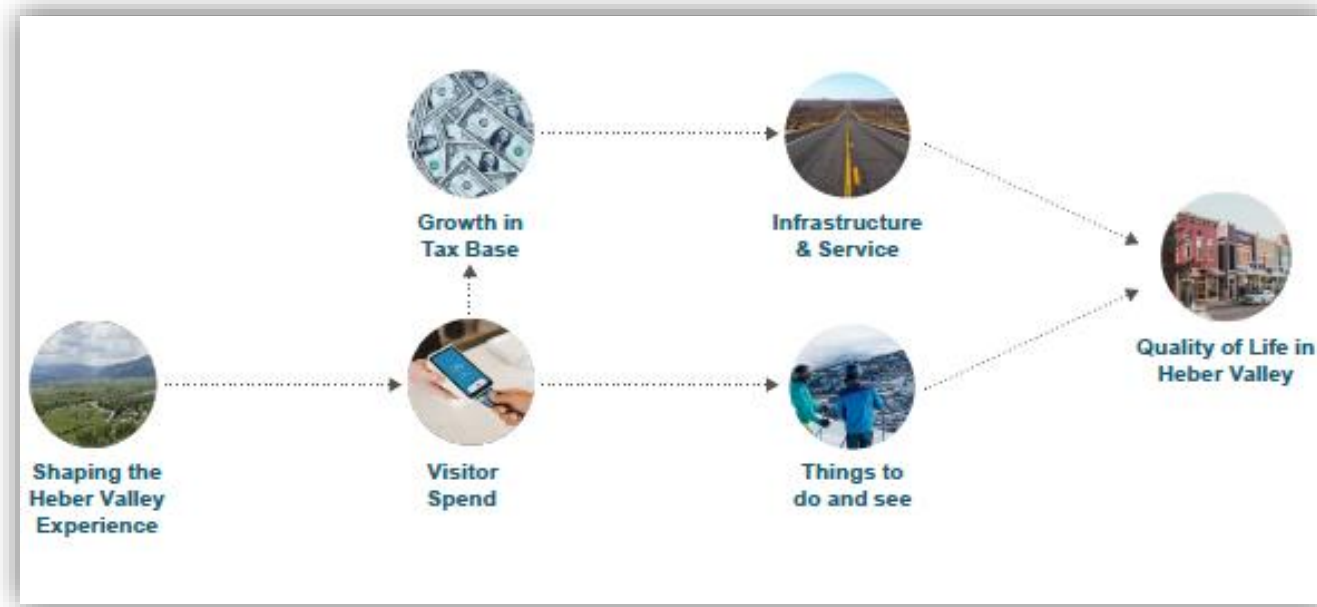 Growth in
Tax Base
Infrastructure
& Service
Quality of Life in
Heber Valley
Shaping the
Heber Valley
Experience
Visitor
Spend
Things to
do and see